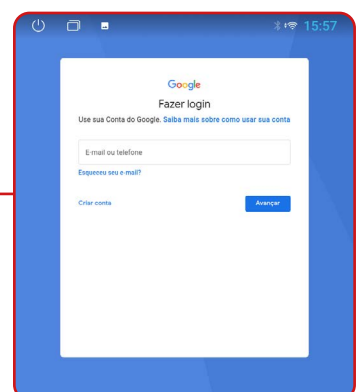 15:57
Google
Fazer login
Use sua Conta do Google. Saiba mais sobre como usar sua conta
E-mail ou telefone
Esqueceu seu e-mail?
Criar conta
Avançar